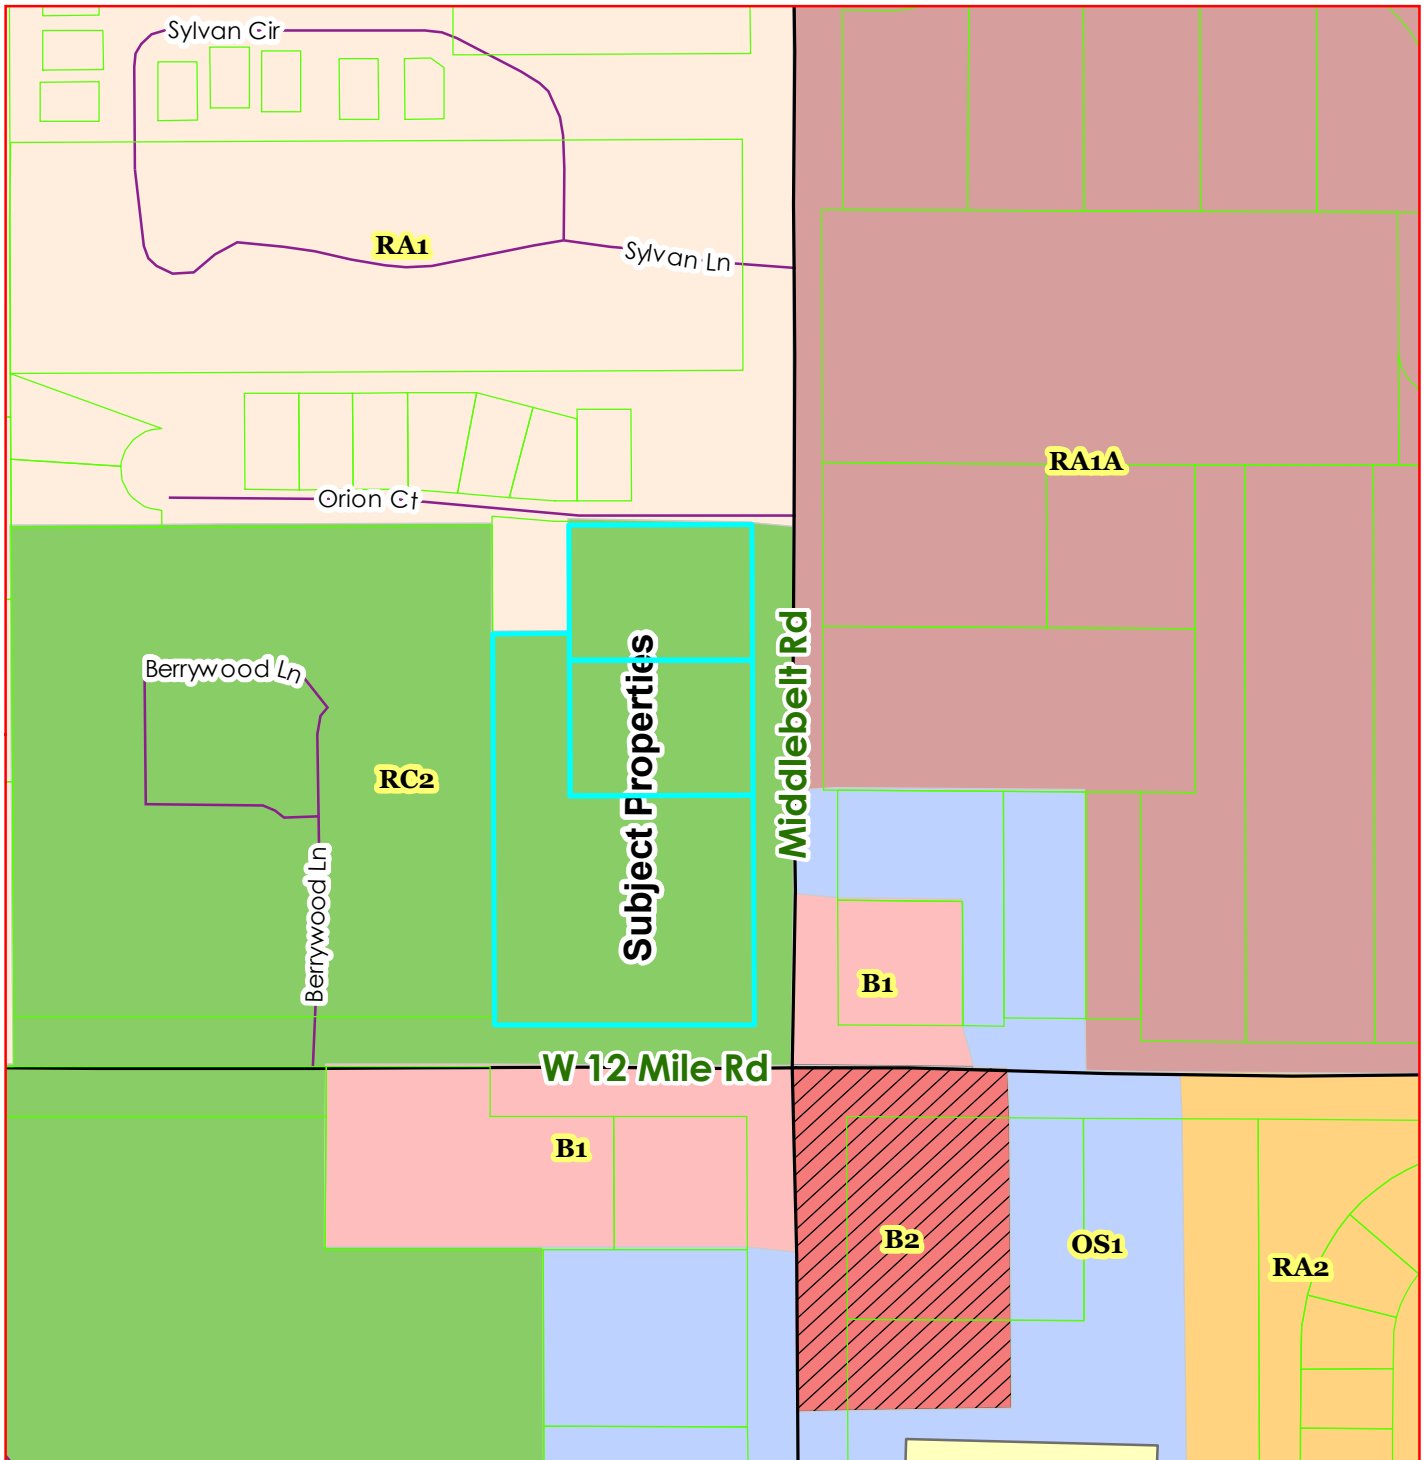 Sylvan Cir
RA1
Sylvan Ln
RA1A
Orion Ct
Berrywood Ln
RC2
Subject Properties
Middlebelt Rd
Berrywood Ln
B1
W 12 Mile Rd
B1
B2
OS1
RA2